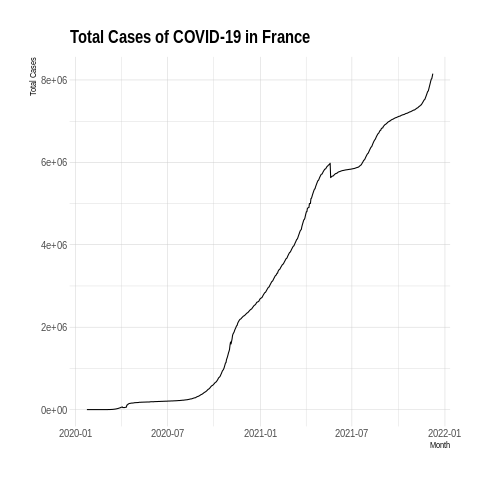 Total Cases of COVID-19 in France
Total Cases
8e+06
6e+06
4e+06
2e+06
0e+00
2020-01 2020-07 2021-01 2021-07 2022-01
Month